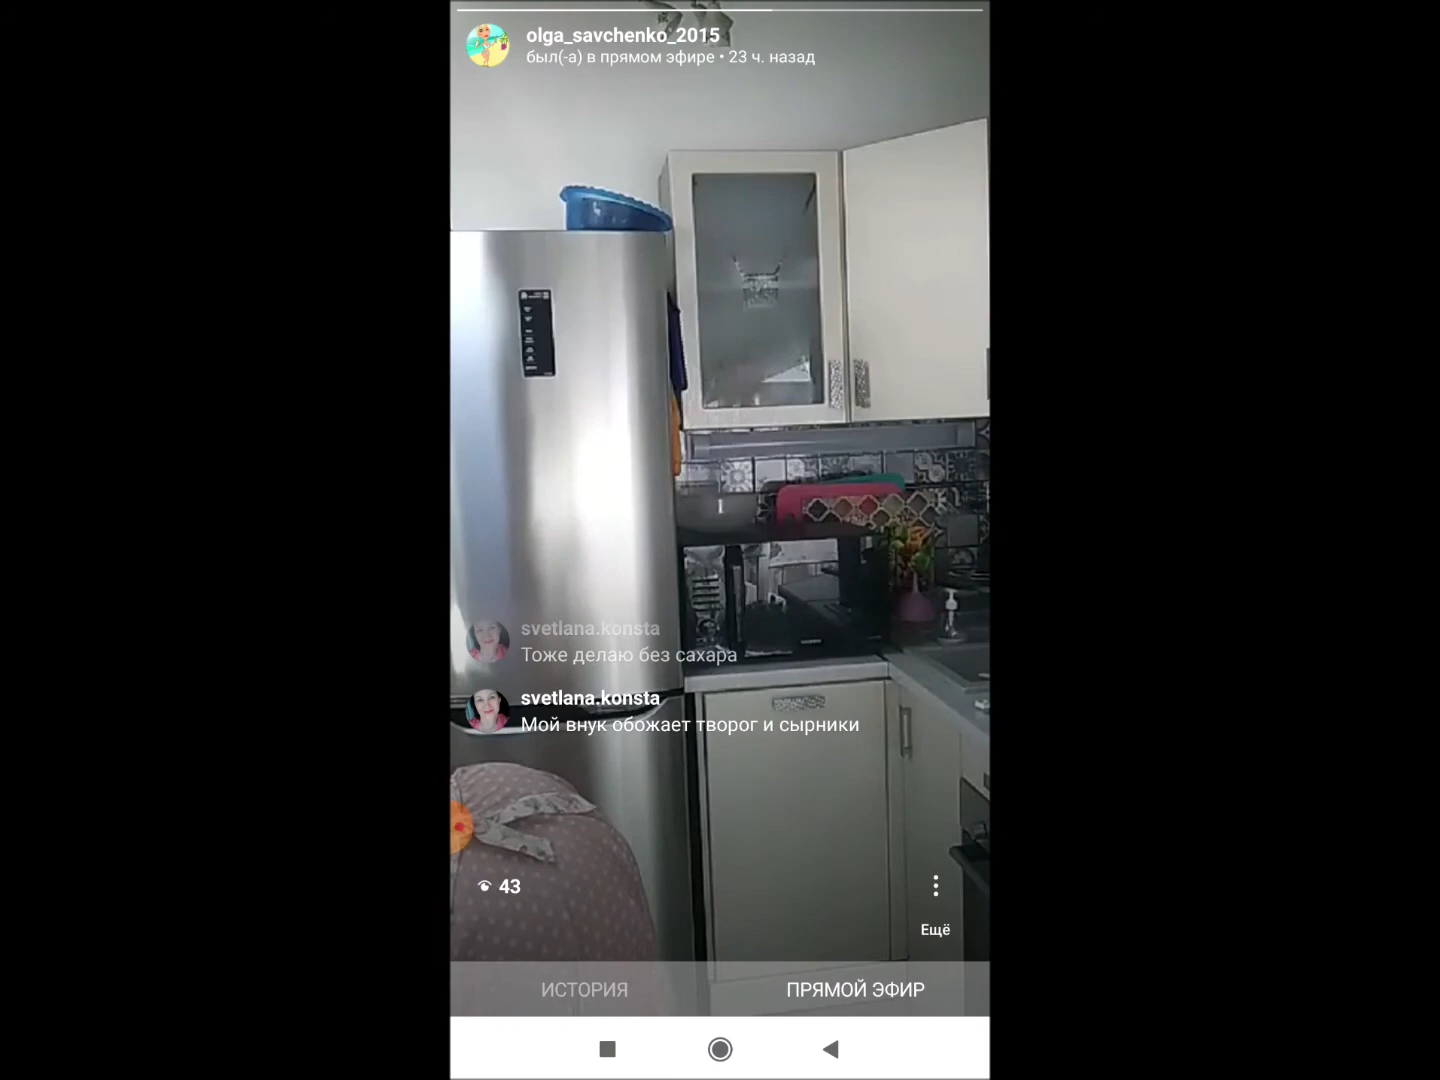 olga_savchenko_2015
был(-а) в прямом эфире • 23 ч. назад
svetlana.konsta
Тоже делаю без сахара
svetlana.konsta
Мой внук обожает творог и сырники
43
Ещё
ИСТОРИЯ
ПРЯМОЙ ЭФИР